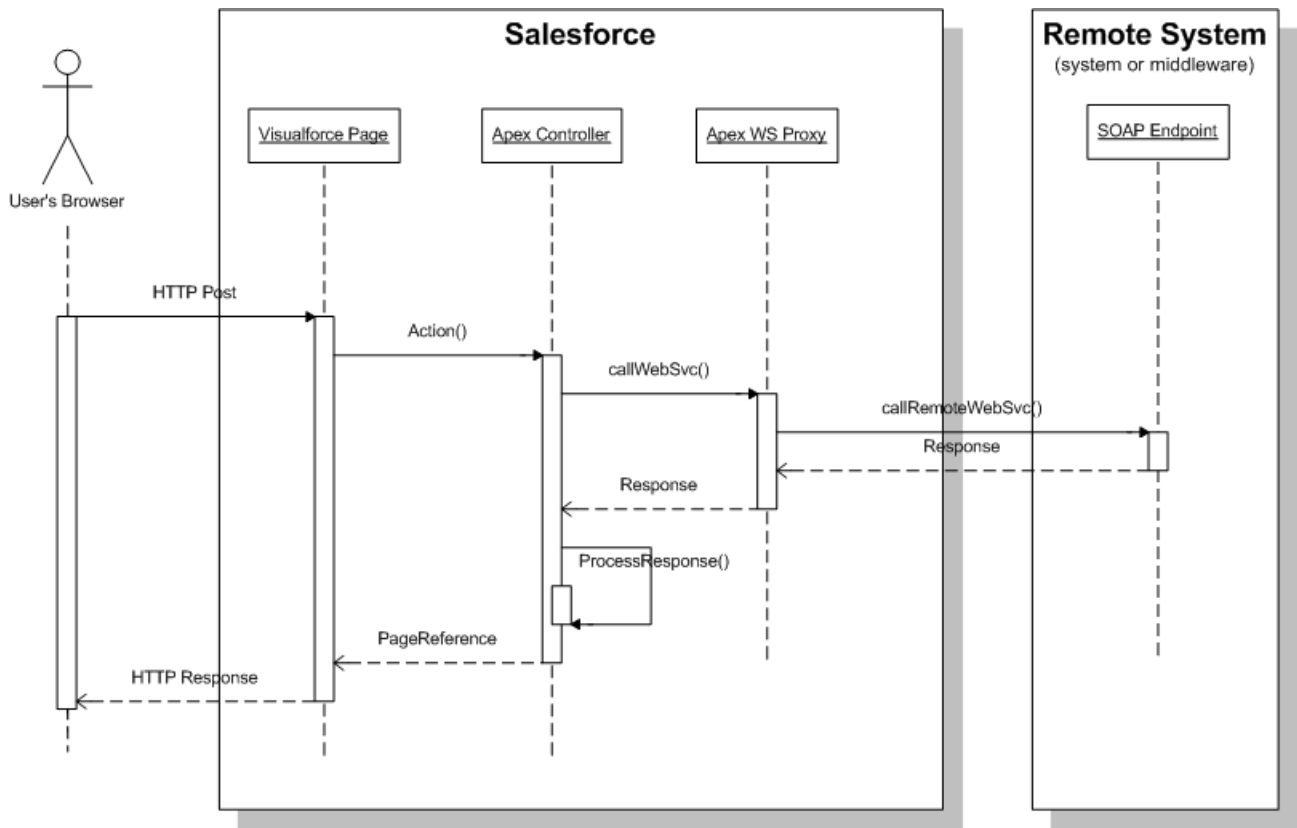 Salesforce
Remote System
(system or middleware)
Visualforce Page
Apex Controller
Apex WS Proxy
SOAP Endpoint
User's Browser
HTTP Post
Action()
callWebSvc()
callRemoteWebSvc()
Response
Response
ProcessResponse()
PageReference
HTTP Response